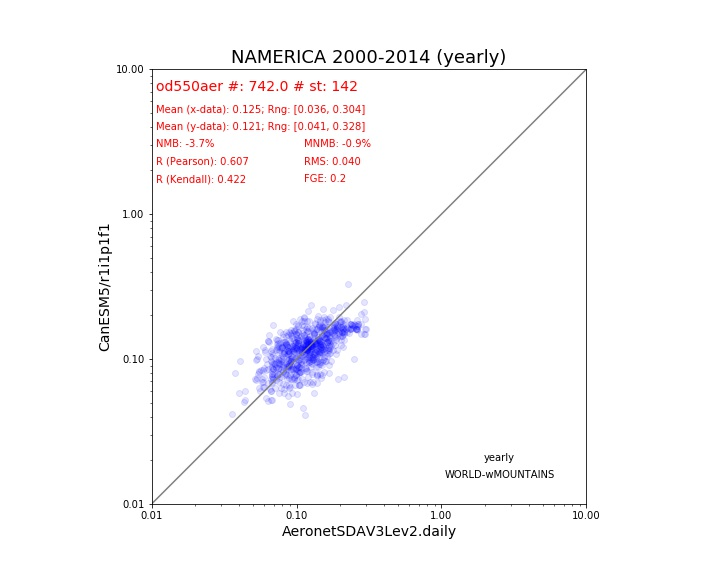 NAMERICA 2000-2014 (yearly)
10.00
od550aer #: 742.0 # st: 142
Mean (x-data): 0.125; Rng: [0.036, 0.304]
Mean (y-data): 0.121; Rng: [0.041, 0.328]
NMB: -3.7% MNMB: -0.9%
R (Pearson): 0.607 RMS: 0.040
R (Kendall): 0.422 FGE: 0.2
1.00
CanESM5/r1i1p1f1
0.10
yearly
WORLD-wMOUNTAINS
0.01
0.01 0.10 1.00 10.00
AeronetSDAV3Lev2.daily